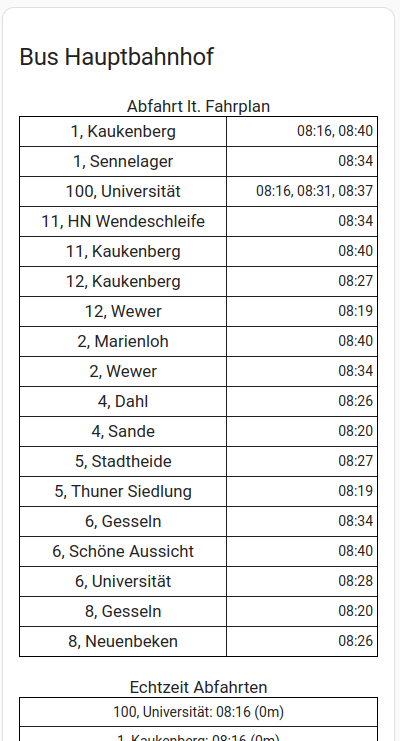 Bus Hauptbahnhof
Abfahrt lt. Fahrplan
1, Kaukenberg 08:16, 08:40
1, Sennelager 08:34
100, Universität 08:16, 08:31, 08:37
11, HN Wendeschleife 08:34
11, Kaukenberg 08:40
12, Kaukenberg 08:27
12, Wewer 08:19
2, Marienloh 08:40
2, Wewer 08:34
4, Dahl 08:26
4, Sande 08:20
5, Stadtheide 08:27
5, Thuner Siedlung 08:19
6, Gesseln 08:34
6, Schöne Aussicht 08:40
6, Universität 08:28
8, Gesseln 08:20
8, Neuenbeken 08:26
Echtzeit Abfahrten
100, Universität: 08:16 (0m)
1, Kaukenberg: 08:16 (0m)